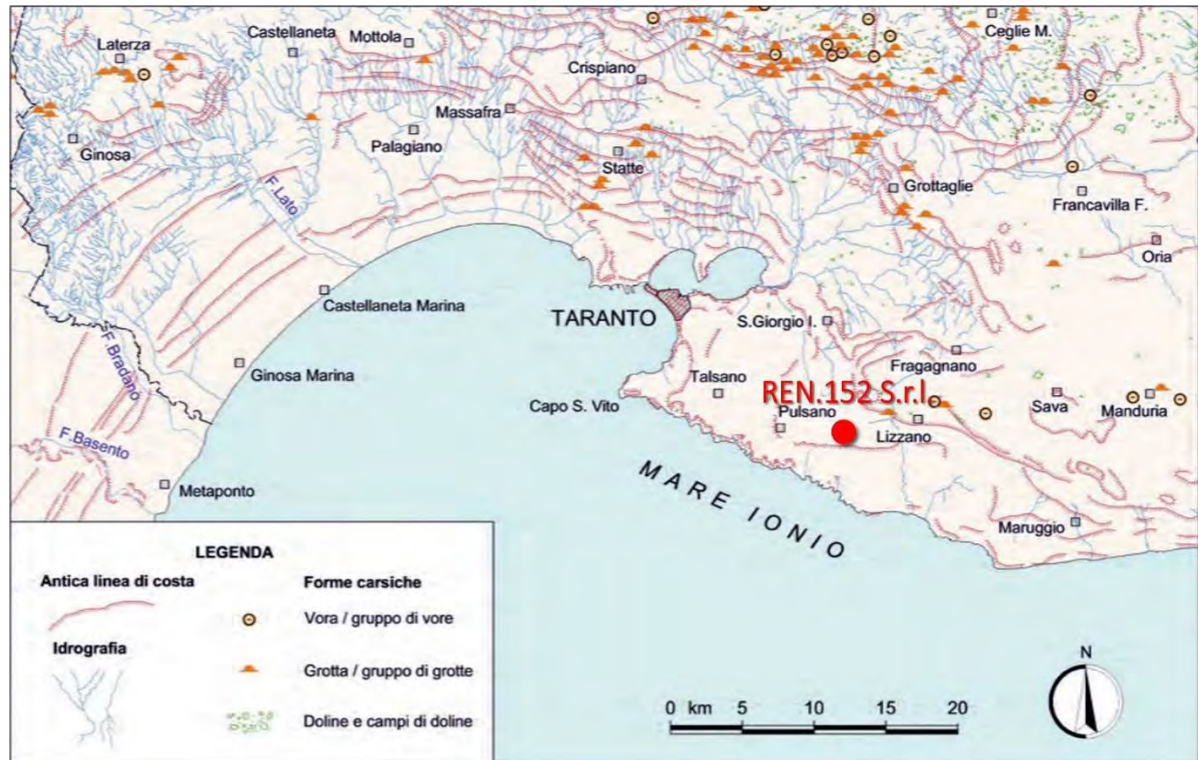 Laterza
Castellaneta
Mottola
Ceglie M.
Crispiano
Massafra
Palagiano
Ginosa
Statte
Grottaglie
Francavilla F.
F. Lato
Oria
Castellaneta Marina
TARANTO
S.Giorgio I.
F. Bradano
Ginosa Marina
Fragagnano
Talsano
REN.152 S.r.l.
Capo S. Vito
Pulsano
Sava
Manduria
Lizzano
F. Basento
Metaponto
MARE IONIO
Maruggio
LEGENDA
Antica linea di costa
Forme carsiche
Vora / gruppo di vore
Idrografia
Grotta / gruppo di grotte
Doline e campi di doline
N
0 km 5 10 15 20